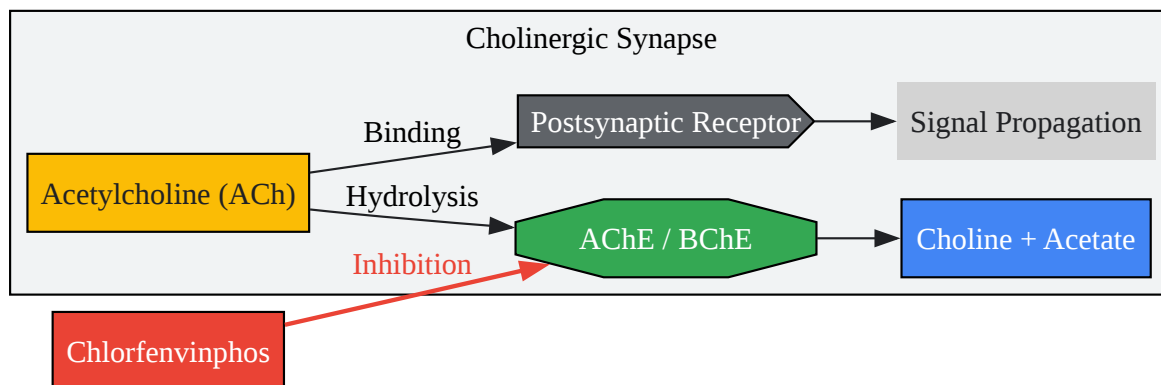 Cholinergic Synapse
Binding
Postsynaptic Receptor
Signal Propagation
Acetylcholine (ACh)
Hydrolysis
AChE / BChE
Choline + Acetate
Inhibition
Chlorfenvinphos